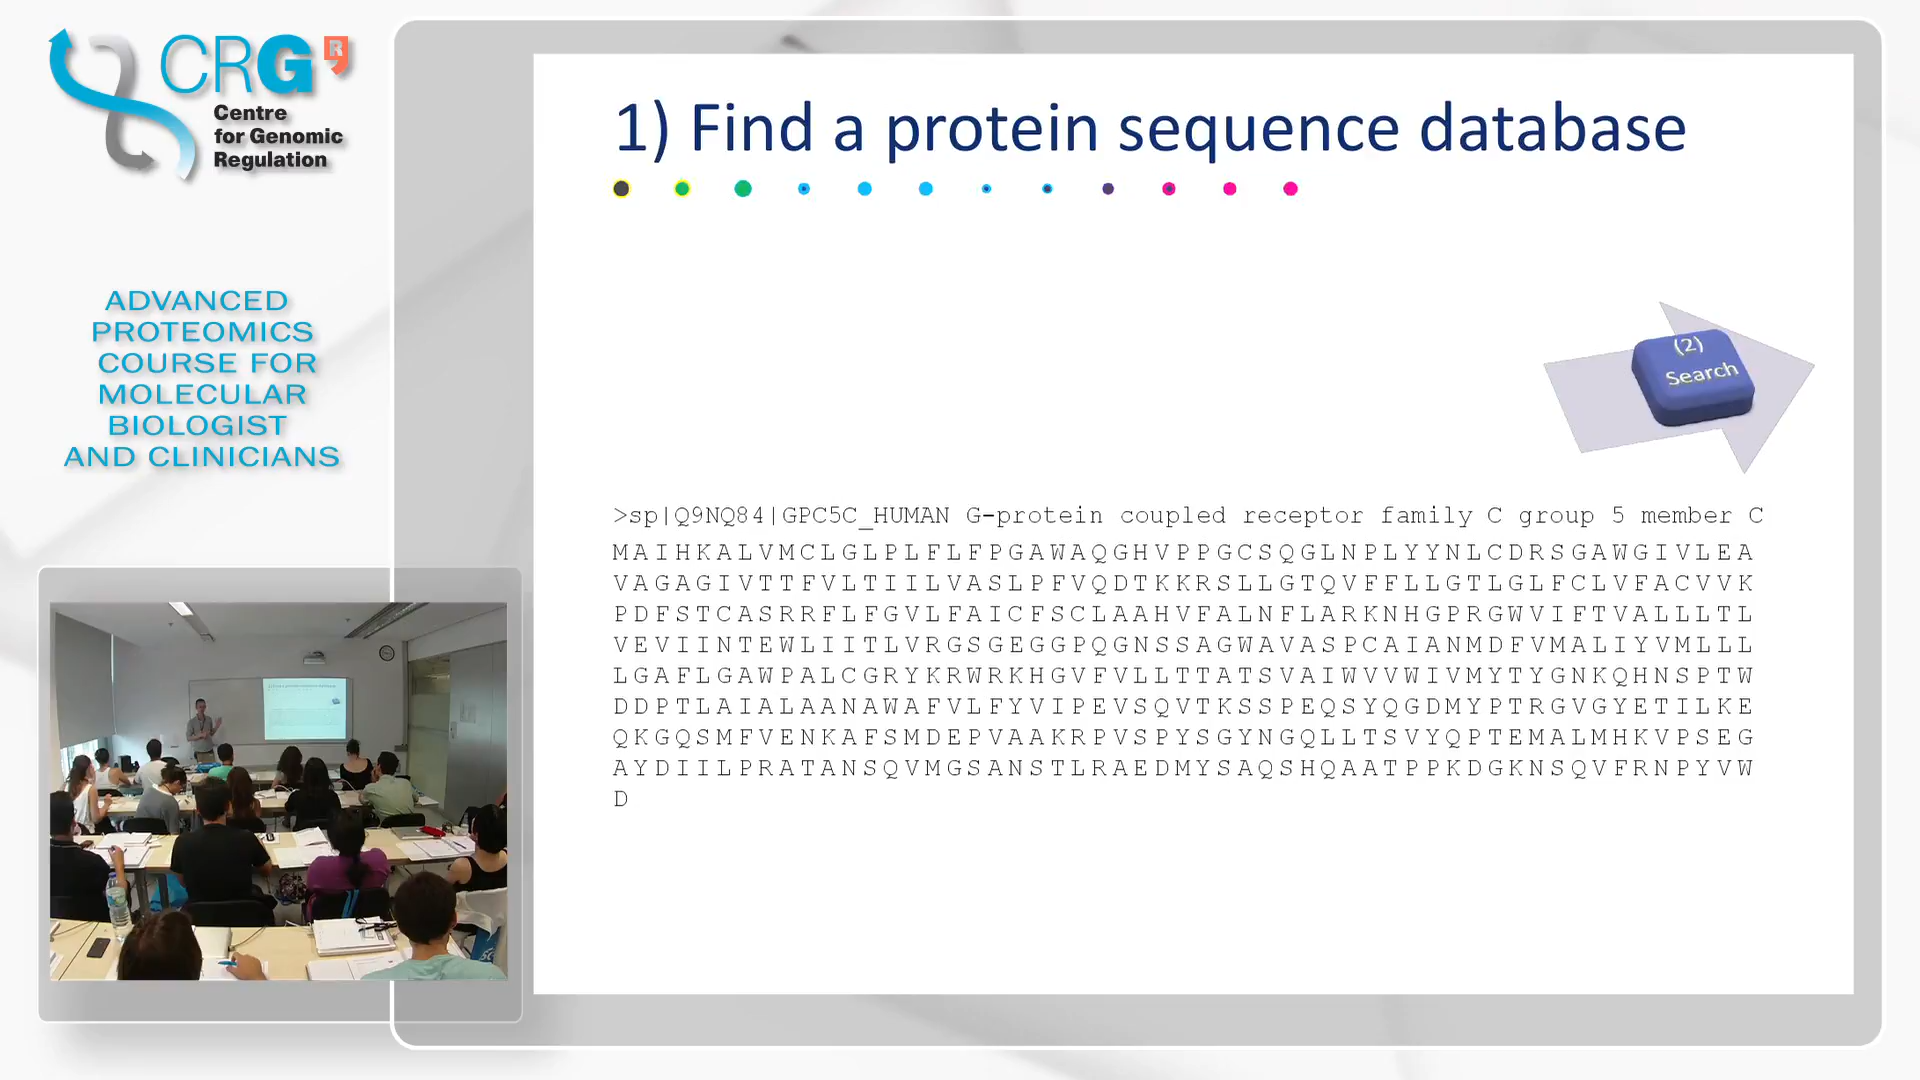 CRG
R
Centre
for Genomic
Regulation
ADVANCED
PROTEOMICS
COURSE FOR
MOLECULAR
BIOLOGIST
AND CLINICIANS
1) Find a protein sequence database
(2)
Search
>sp|Q9NQ84|GPC5C_HUMAN G-protein coupled receptor family C group 5 member C
MAIHKALVMCLGLPLFLFPGAWAQGHVPPGCSQGLNPLYYNLCDRSGAWGIVLEA
VAGAGIVTTFVLTIILVASLPFVQDTKKRSLLGTQVFFLLGTLGLFCLVFACVVK
PDFSTCASRRFLFGVLFAICFSCLAAHVFALNFLARKNHGPRGWVIFTVALLLTL
VEVIINTEWLIITLVRGSGEGGPQGNSSAGWAVASPCAIANMDFVMALIYVMLLL
LGAFLGAWPALCGRYKRWRKHGVFVLLTTATSVAIWVVWIVMYTYGNKQHNSPTW
DDPTLAIALAANAWAFVLFYVIPEVSQVTKSSPEQSYQGDMYPTRGVGYETILKE
QKGQSMFVENKAFSMDEPVAAKRPVSPYSGYNGQLLTSVYQPTEMALMHKVPSEG
AYDIILPRATANSQVMGSANSTLRAEDMYSAQSHQAATPPKDGKNSQVFRNPYVW
D